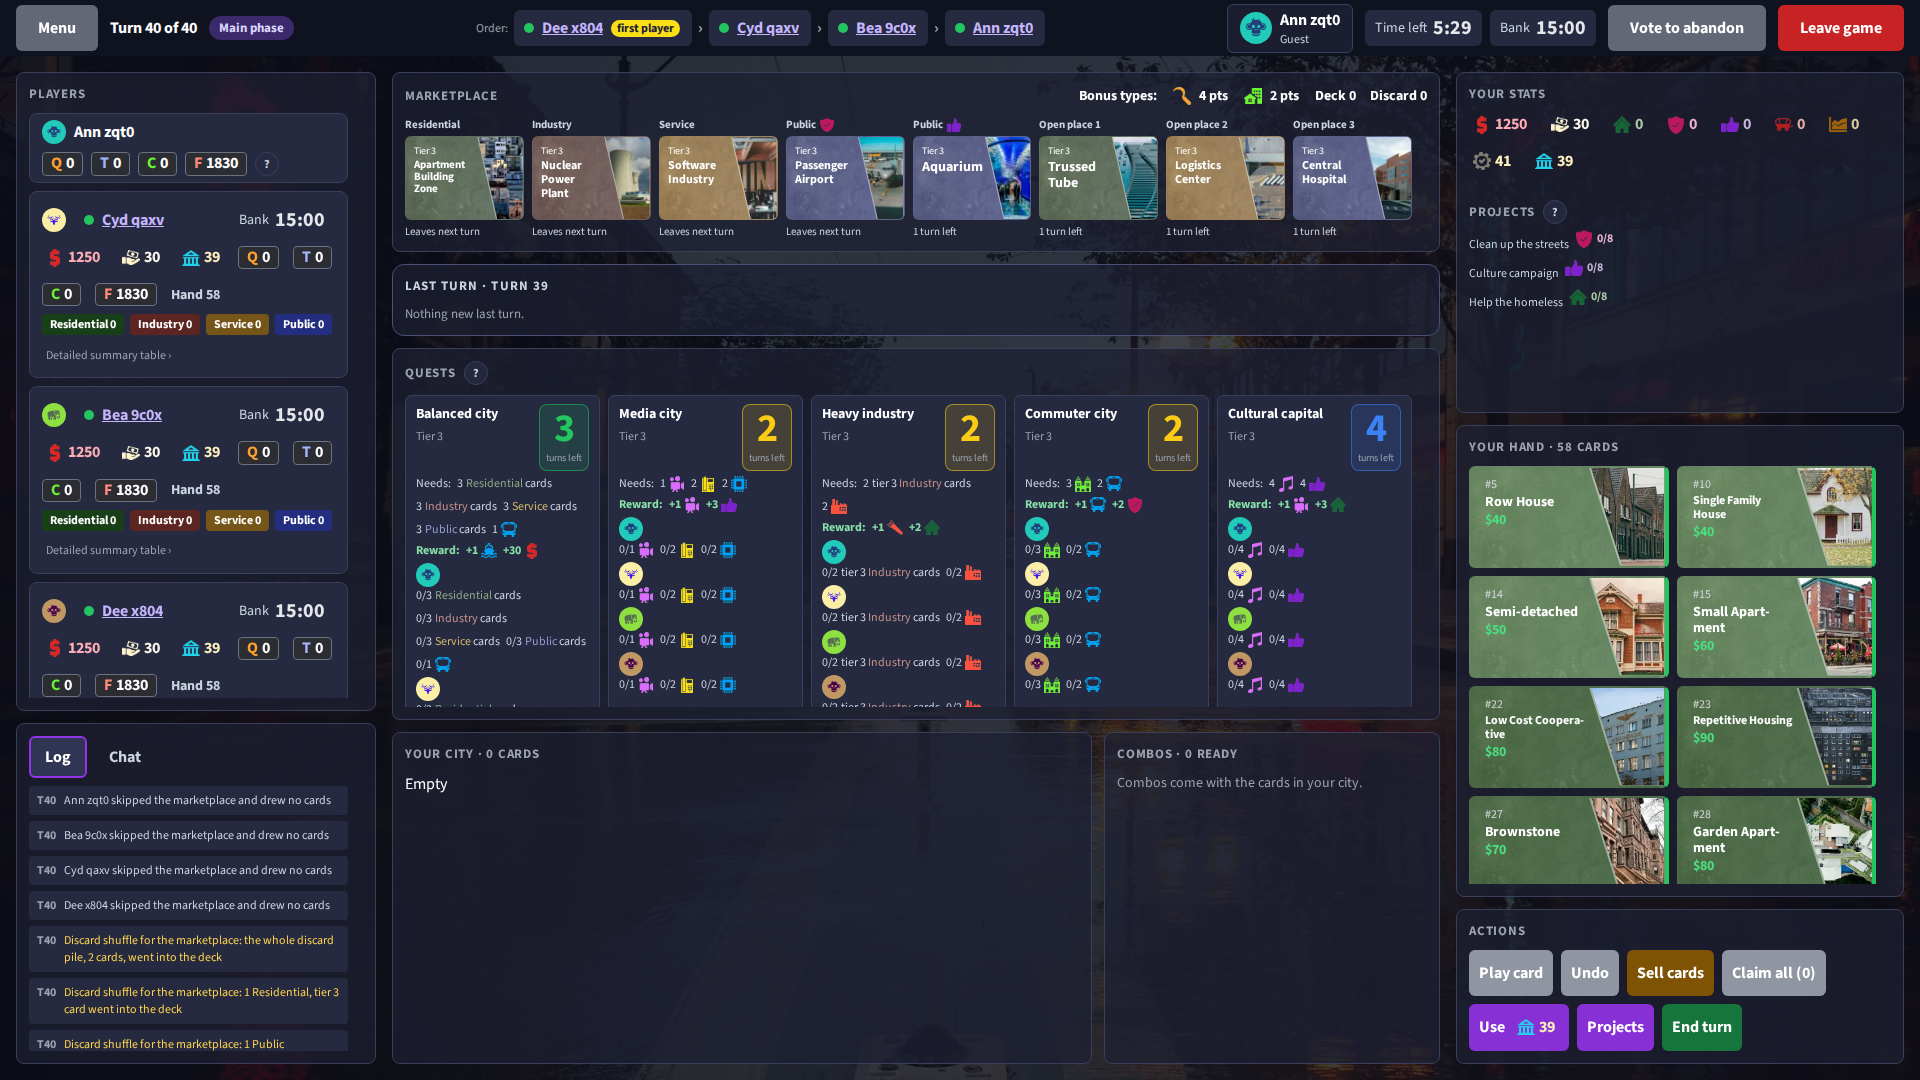 Menu
Turn 40 of 40
Main phase
Order:
Dee x804 first player
›
Cyd qaxv
›
Bea 9c0x
›
Ann zqt0
Ann zqt0
Guest
Time left 5:29
Bank 15:00
Vote to abandon
Leave game
PLAYERS
Ann zqt0
Q 0 T 0 C 0 F 1830 ?
Cyd qaxv Bank 15:00
1250 30 39 Q 0 T 0
C 0 F 1830 Hand 58
Residential 0 Industry 0 Service 0 Public 0
Detailed summary table ›
Bea 9c0x Bank 15:00
1250 30 39 Q 0 T 0
C 0 F 1830 Hand 58
Residential 0 Industry 0 Service 0 Public 0
Detailed summary table ›
Dee x804 Bank 15:00
1250 30 39 Q 0 T 0
C 0 F 1830 Hand 58
Log Chat
T40 Ann zqt0 skipped the marketplace and drew no cards
T40 Bea 9c0x skipped the marketplace and drew no cards
T40 Cyd qaxv skipped the marketplace and drew no cards
T40 Dee x804 skipped the marketplace and drew no cards
T40 Discard shuffle for the marketplace: the whole discard
pile, 2 cards, went into the deck
T40 Discard shuffle for the marketplace: 1 Residential, tier 3
card went into the deck
T40 Discard shuffle for the marketplace: 1 Public
MARKETPLACE
Bonus types: 4 pts 2 pts Deck 0 Discard 0
Residential
Tier 3
Apartment
Building
Zone
Leaves next turn
Industry
Tier 3
Nuclear
Power
Plant
Leaves next turn
Service
Tier 3
Software
Industry
Leaves next turn
Public
Tier 3
Passenger
Airport
Leaves next turn
Public
Tier 3
Aquarium
1 turn left
Open place 1
Tier 3
Trussed
Tube
1 turn left
Open place 2
Tier 3
Logistics
Center
1 turn left
Open place 3
Tier 3
Central
Hospital
1 turn left
LAST TURN · TURN 39
Nothing new last turn.
QUESTS ?
Balanced city
Tier 3
3
turns left
Needs: 3 Residential cards
3 Industry cards 3 Service cards
3 Public cards 1
Reward: +1 +30
0/3 Residential cards
0/3 Industry cards
0/3 Service cards 0/3 Public cards
0/1
Media city
Tier 3
2
turns left
Needs: 1 2 2
Reward: +1 +3
0/1 0/2 0/2
0/1 0/2 0/2
0/1 0/2 0/2
0/1 0/2 0/2
Heavy industry
Tier 3
2
turns left
Needs: 2 tier 3 Industry cards
2
Reward: +1 +2
0/2 tier 3 Industry cards 0/2
0/2 tier 3 Industry cards 0/2
0/2 tier 3 Industry cards 0/2
0/2 tier 3 Industry cards 0/2
Commuter city
Tier 3
2
turns left
Needs: 3 2
Reward: +1 +2
0/3 0/2
0/3 0/2
0/3 0/2
0/3 0/2
Cultural capital
Tier 3
4
turns left
Needs: 4 4
Reward: +1 +3
0/4 0/4
0/4 0/4
0/4 0/4
0/4 0/4
YOUR CITY · 0 CARDS
Empty
COMBOS · 0 READY
Combos come with the cards in your city.
YOUR STATS
1250 30 0 0 0 0 0
41 39
PROJECTS ?
Clean up the streets 0/8
Culture campaign 0/8
Help the homeless 0/8
YOUR HAND · 58 CARDS
#5
Row House
$40
#10
Single Family
House
$40
#14
Semi-detached
$50
#15
Small Apart-
ment
$60
#22
Low Cost Coopera-
tive
$80
#23
Repetitive Housing
$90
#27
Brownstone
$70
#28
Garden Apart-
ment
$80
ACTIONS
Play card Undo Sell cards Claim all (0)
Use 39 Projects End turn